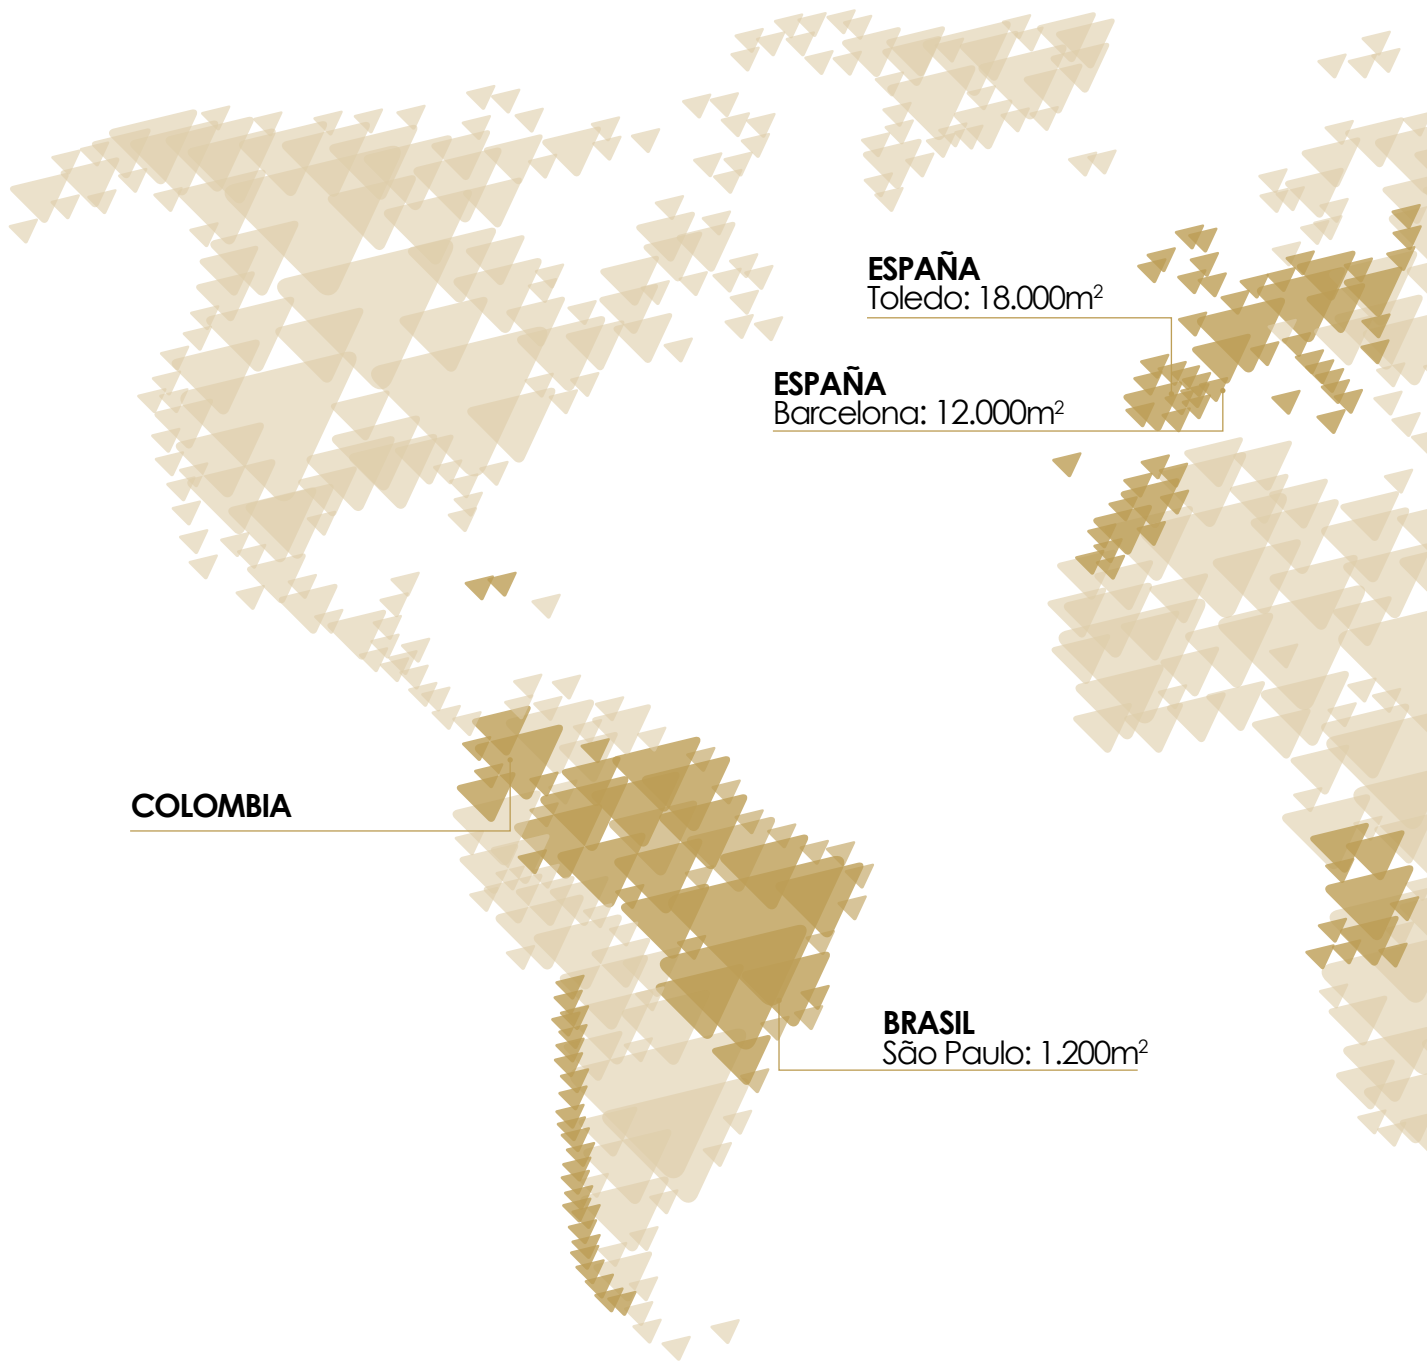 ESPAÑA
Toledo: 18.000m²
ESPAÑA
Barcelona: 12.000m²
COLOMBIA
BRASIL
São Paulo: 1.200m²